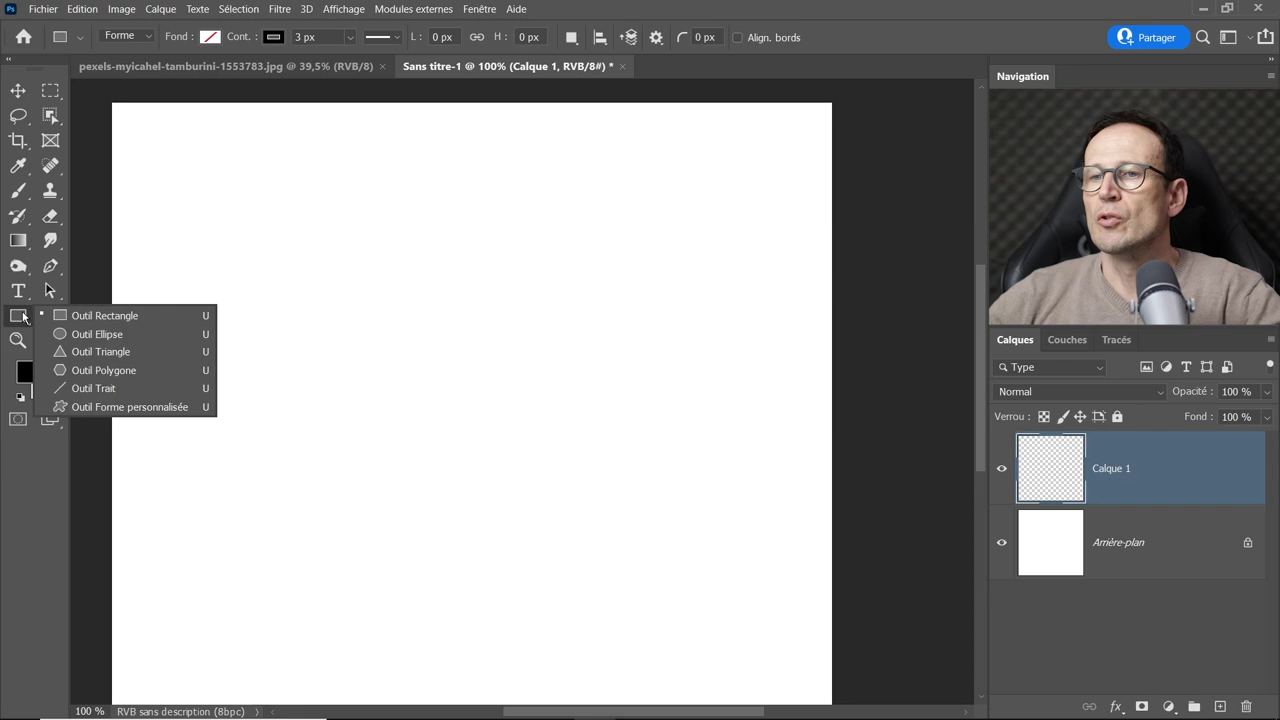 Ps Fichier Edition Image Calque Texte Sélection Filtre 3D Affichage Modules externes Fenêtre Aide
Forme Fond : Cont. : 3 px L : 0 px H : 0 px 0 px Align. bords Partager
pexels-myicahel-tamburini-1553783.jpg @ 39,5% (RVB/8) × Sans titre-1 @ 100% (Calque 1, RVB/8#) * ×
Navigation
Outil Rectangle U
Outil Ellipse U
Outil Triangle U
Outil Polygone U
Outil Trait U
Outil Forme personnalisée U
Calques Couches Tracés
Type
Normal Opacité : 100 %
Verrou : Fond : 100 %
Calque 1
Arrière-plan
100 % RVB sans description (8bpc)
fx